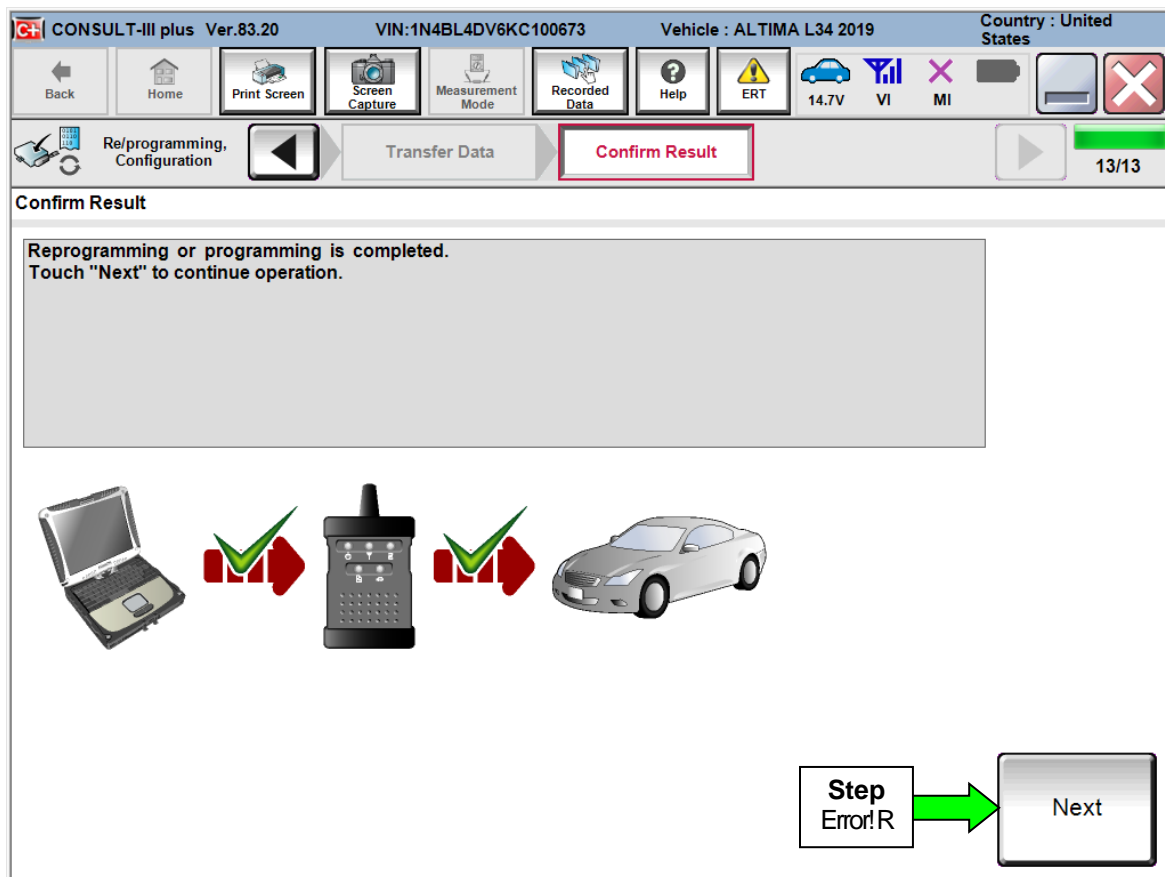 C+ CONSULT-III plus Ver.83.20 VIN:1N4BL4DV6KC100673 Vehicle : ALTIMA L34 2019 Country : United
States
Back
Home
Print Screen
Screen
Capture
Measurement
Mode
Recorded
Data
Help
ERT
14.7V
VI
MI
Re/programming,
Configuration
Transfer Data
Confirm Result
13/13
Confirm Result
Reprogramming or programming is completed.
Touch "Next" to continue operation.
Step
Error! R
Next